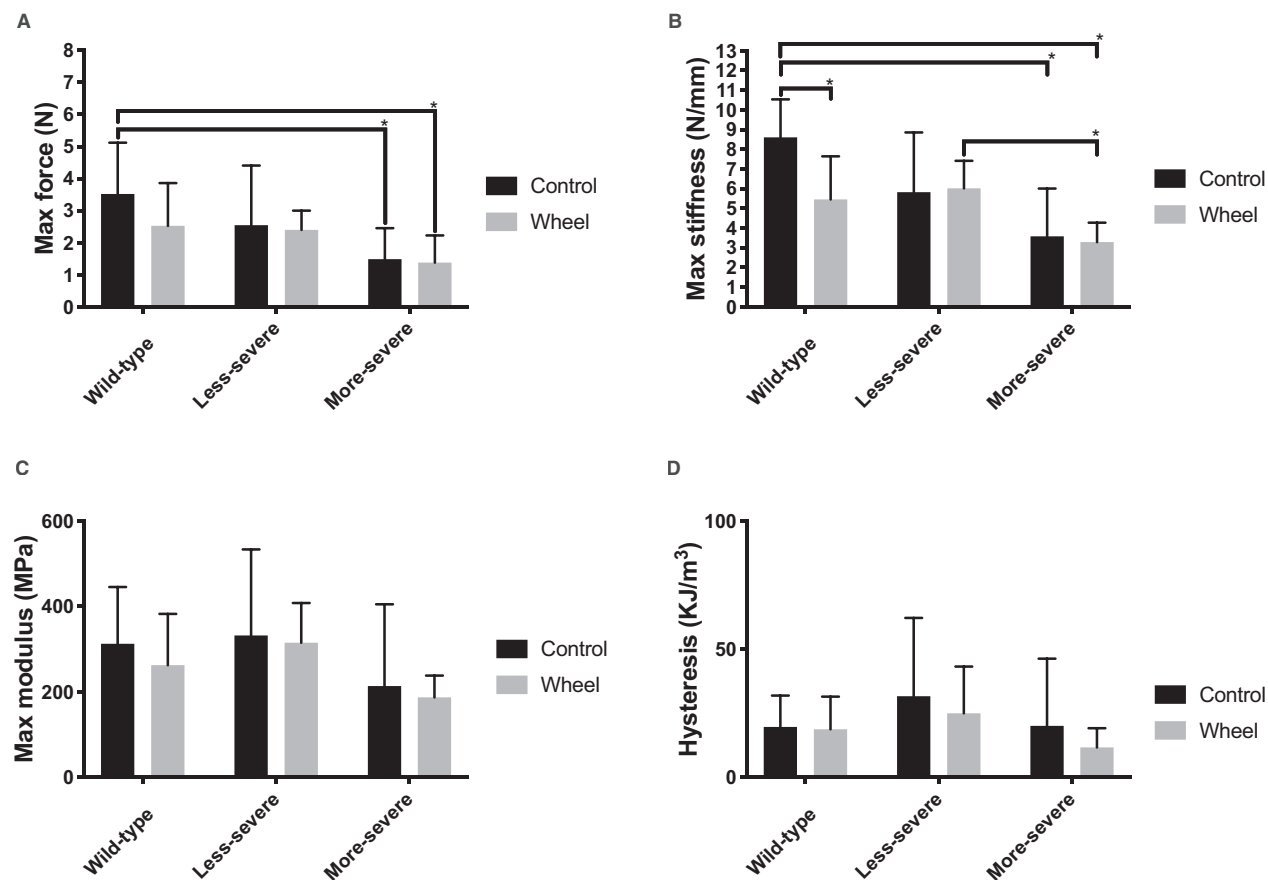 A
Max force (N)
8
7
6
5
4
3
2
1
0
*
*
Wild-type
Less-severe
More-severe
Control
Wheel
B
Max stiffness (N/mm)
13
12
11
10
9
8
7
6
5
4
3
2
1
0
*
*
*
*
Wild-type
Less-severe
More-severe
Control
Wheel
C
Max modulus (MPa)
600
400
200
0
Wild-type
Less-severe
More-severe
Control
Wheel
D
Hysteresis (KJ/m³)
100
50
0
Wild-type
Less-severe
More-severe
Control
Wheel